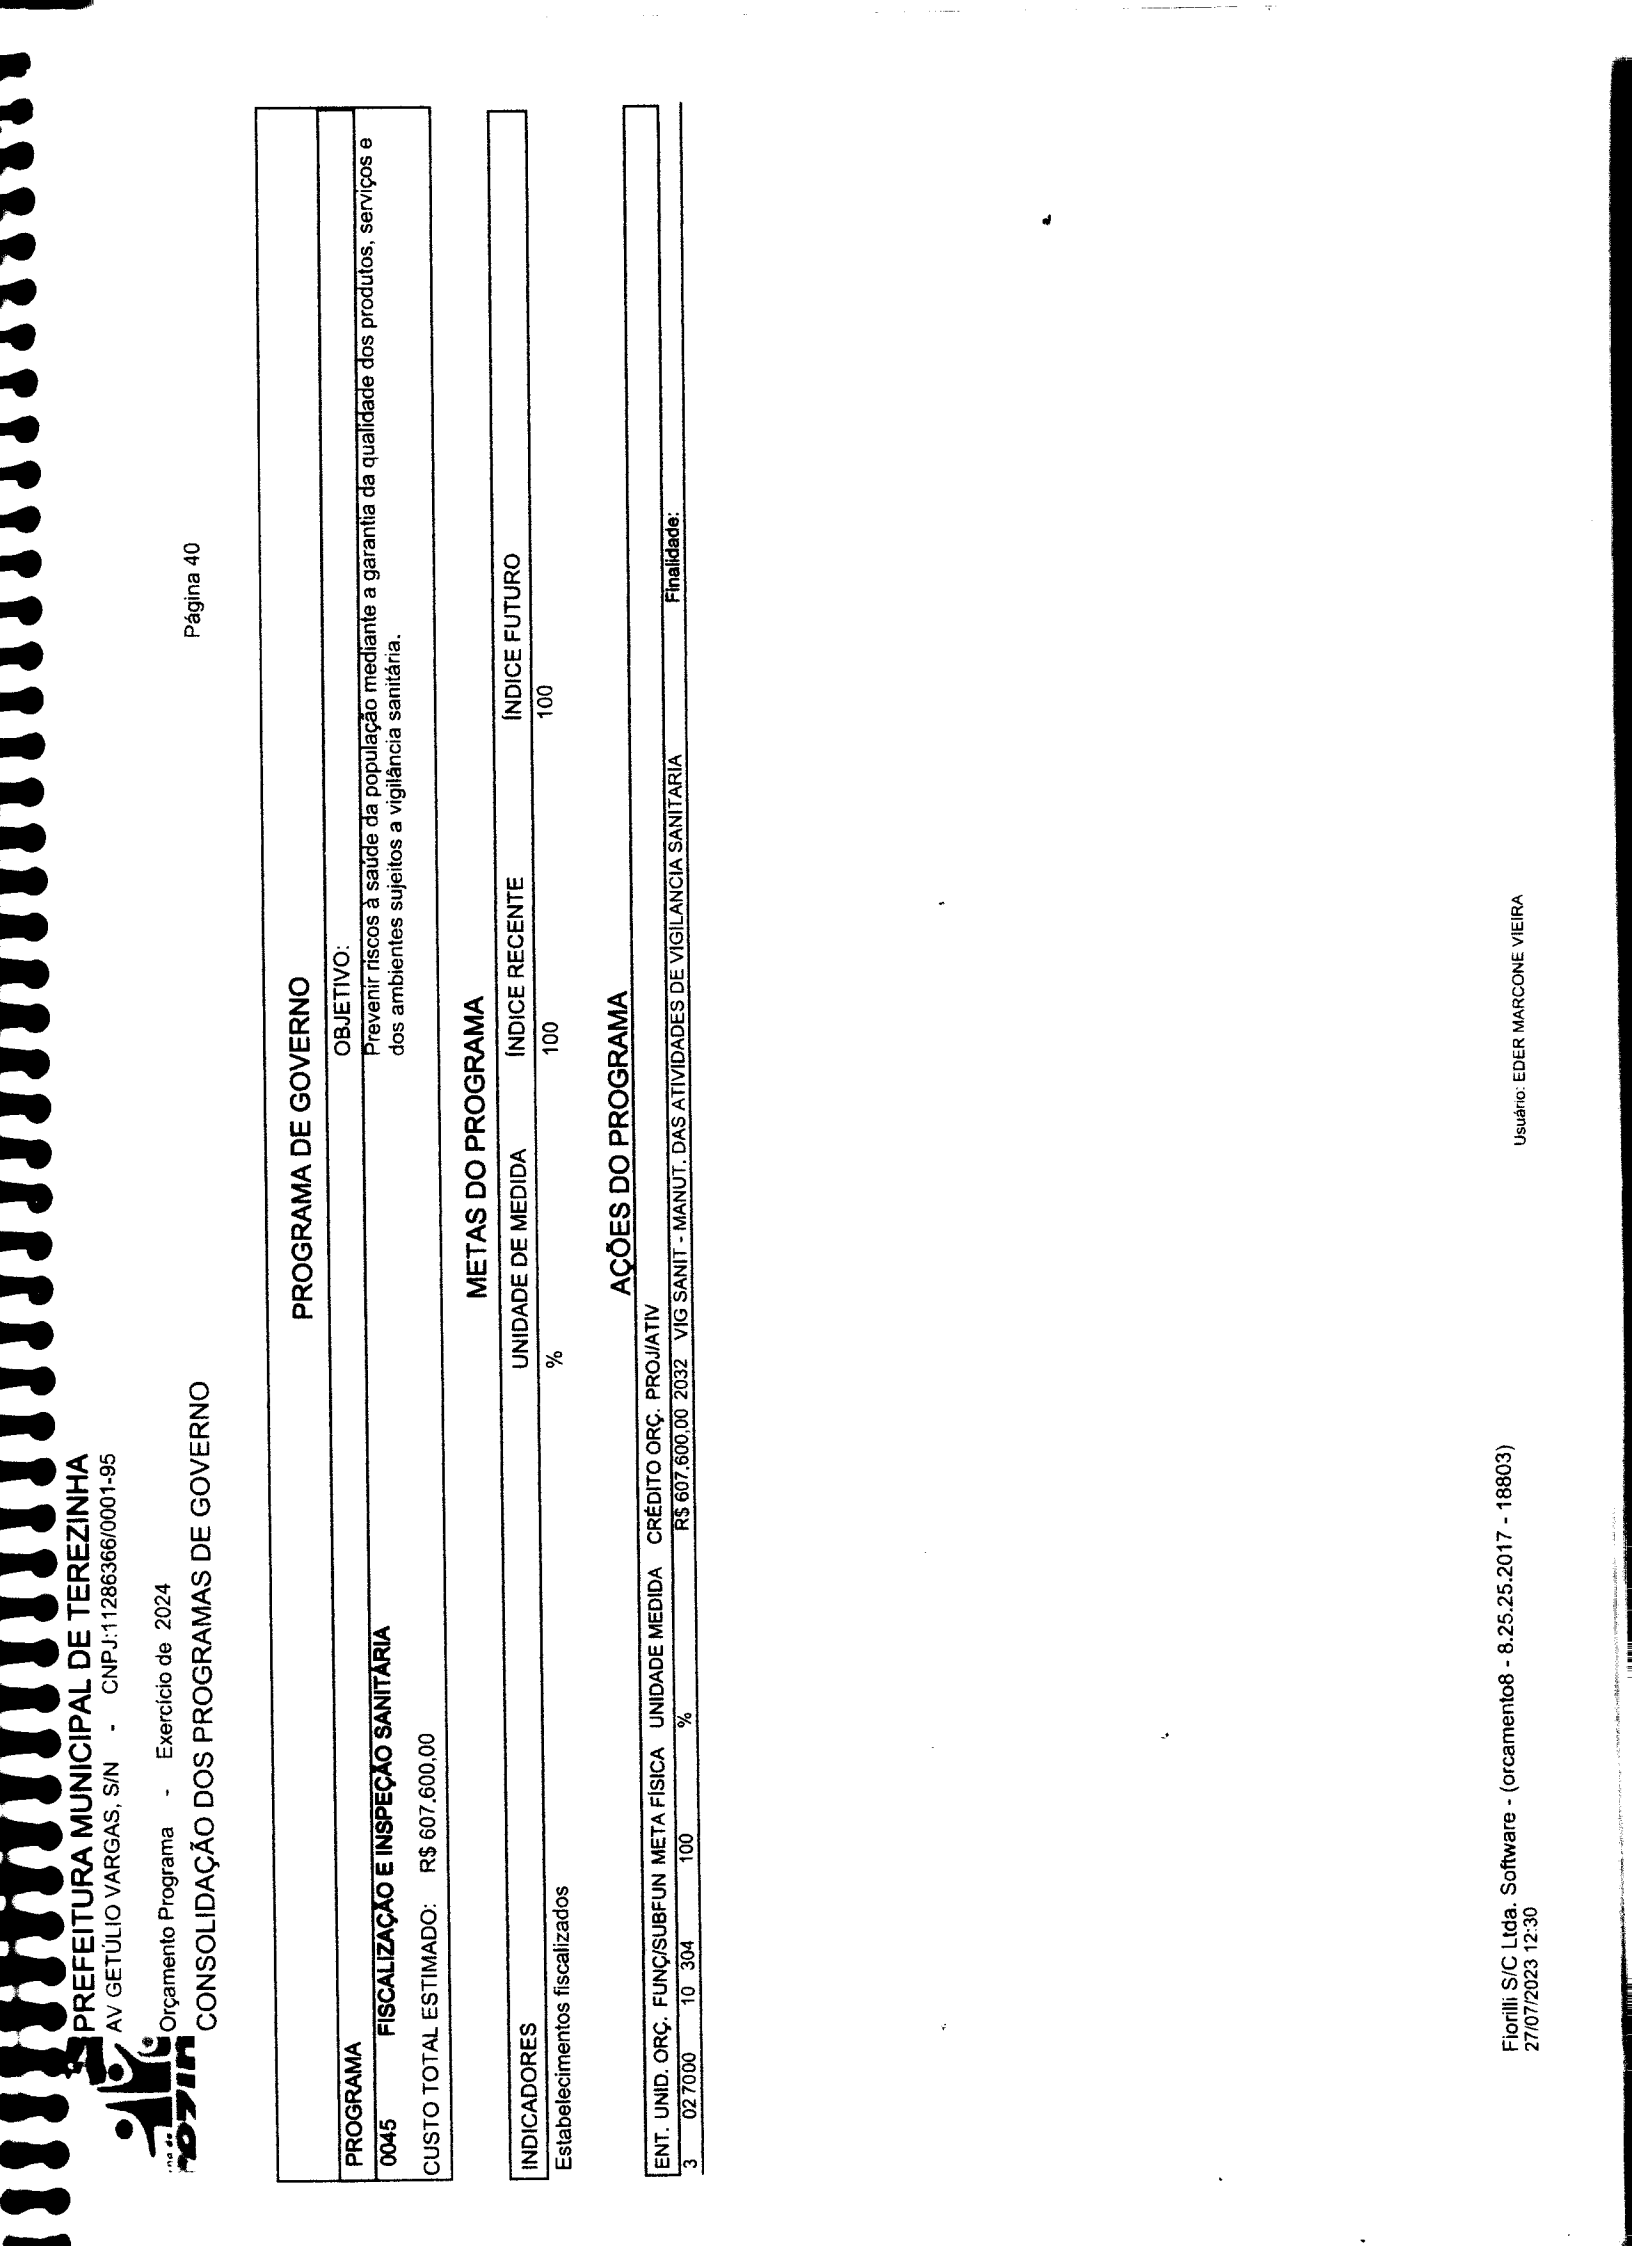 PREFEITURA MUNICIPAL DE TEREZINHA
AV GETÚLIO VARGAS, S/N - CNPJ:11286366/0001-95
Orçamento Programa - Exercício de 2024
CONSOLIDAÇÃO DOS PROGRAMAS DE GOVERNO
Página 40
PROGRAMA DE GOVERNO
PROGRAMA OBJETIVO:
0045 FISCALIZAÇÃO E INSPEÇÃO SANITÁRIA Prevenir riscos à saúde da população mediante a garantia da qualidade dos produtos, serviços e
dos ambientes sujeitos a vigilância sanitária.
CUSTO TOTAL ESTIMADO: R$ 607.600,00
METAS DO PROGRAMA
INDICADORES UNIDADE DE MEDIDA ÍNDICE RECENTE ÍNDICE FUTURO
Estabelecimentos fiscalizados % 100 100
AÇÕES DO PROGRAMA
ENT. UNID. ORÇ. FUNÇ/SUBFUN META FÍSICA UNIDADE MEDIDA CRÉDITO ORÇ. PROJ/ATIV
3 02 7000 10 304 100 % R$ 607.600,00 2032 VIG SANIT - MANUT. DAS ATIVIDADES DE VIGILANCIA SANITARIA Finalidade:
Fiorilli S/C Ltda. Software - (orcamento8 - 8.25.25.2017 - 18803)
27/07/2023 12:30
Usuário: EDER MARCONE VIEIRA